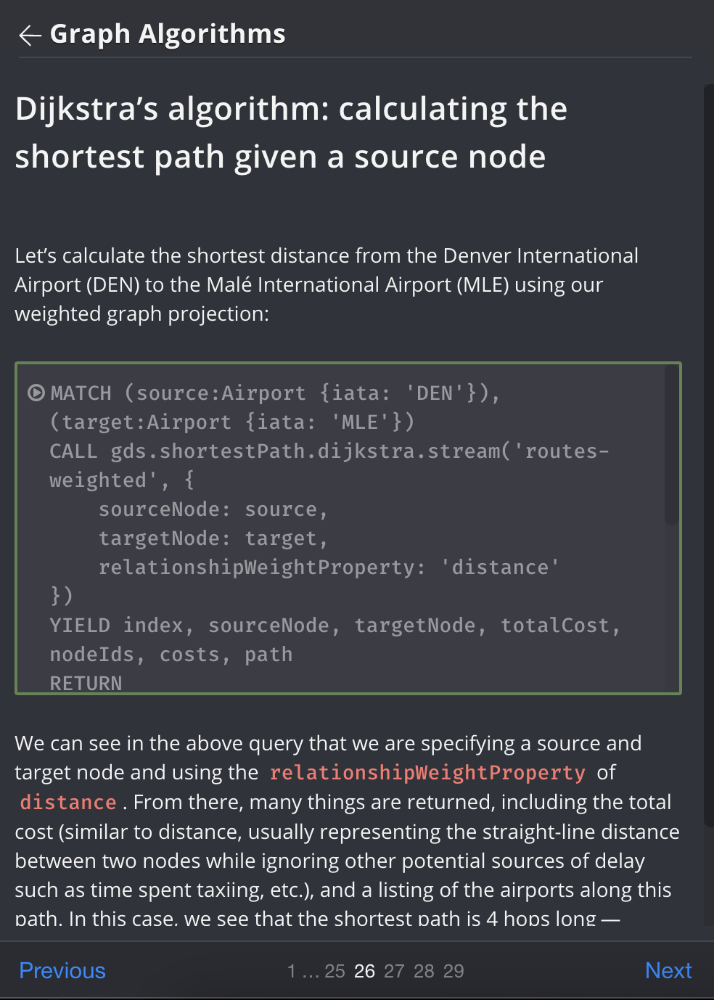 Graph Algorithms
Dijkstra’s algorithm: calculating the
shortest path given a source node
Let’s calculate the shortest distance from the Denver International
Airport (DEN) to the Malé International Airport (MLE) using our
weighted graph projection:
MATCH (source:Airport {iata: 'DEN'}),
(target:Airport {iata: 'MLE'})
CALL gds.shortestPath.dijkstra.stream('routes-
weighted', {
    sourceNode: source,
    targetNode: target,
    relationshipWeightProperty: 'distance'
})
YIELD index, sourceNode, targetNode, totalCost,
nodeIds, costs, path
RETURN
We can see in the above query that we are specifying a source and
target node and using the relationshipWeightProperty of
distance . From there, many things are returned, including the total
cost (similar to distance, usually representing the straight-line distance
between two nodes while ignoring other potential sources of delay
such as time spent taxiing, etc.), and a listing of the airports along this
path. In this case, we see that the shortest path is 4 hops long —
Previous 1 ... 25 26 27 28 29 Next